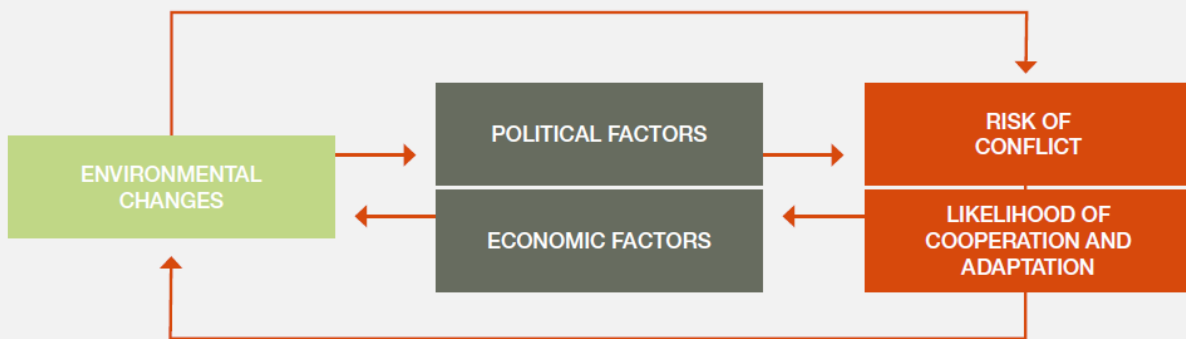 ENVIRONMENTAL
CHANGES
POLITICAL FACTORS
ECONOMIC FACTORS
RISK OF
CONFLICT
LIKELIHOOD OF
COOPERATION AND
ADAPTATION